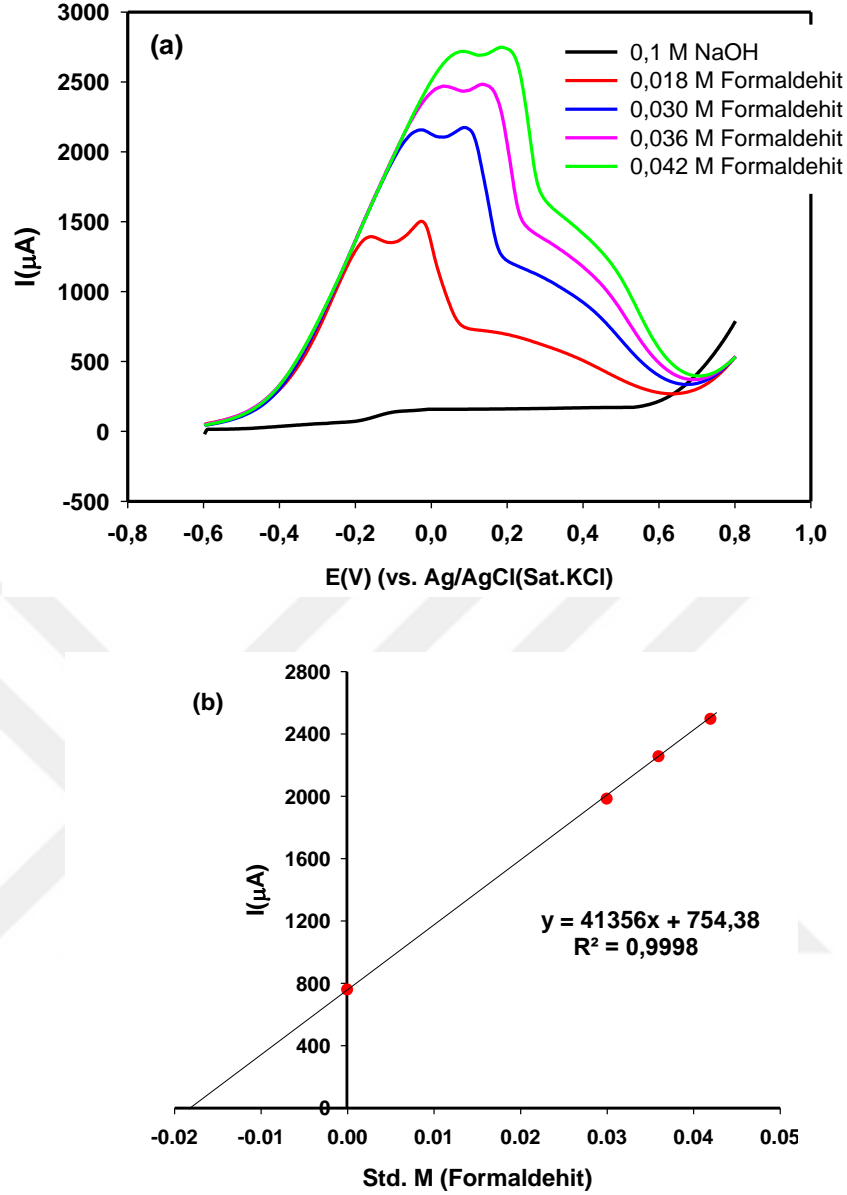 3000
(a)
0,1 M NaOH
0,018 M Formaldehit
2500
0,030 M Formaldehit
0,036 M Formaldehit
2000
0,042 M Formaldehit
1500
I(μA)
1000
500
0
-500
-0,8 -0,6 -0,4 -0,2 0,0 0,2 0,4 0,6 0,8 1,0
E(V) (vs. Ag/AgCl(Sat.KCl)
2800
(b)
2400
2000
1600
I(μA)
1200
y = 41356x + 754,38
R² = 0,9998
800
400
0
-0.02 -0.01 0.00 0.01 0.02 0.03 0.04 0.05
Std. M (Formaldehit)